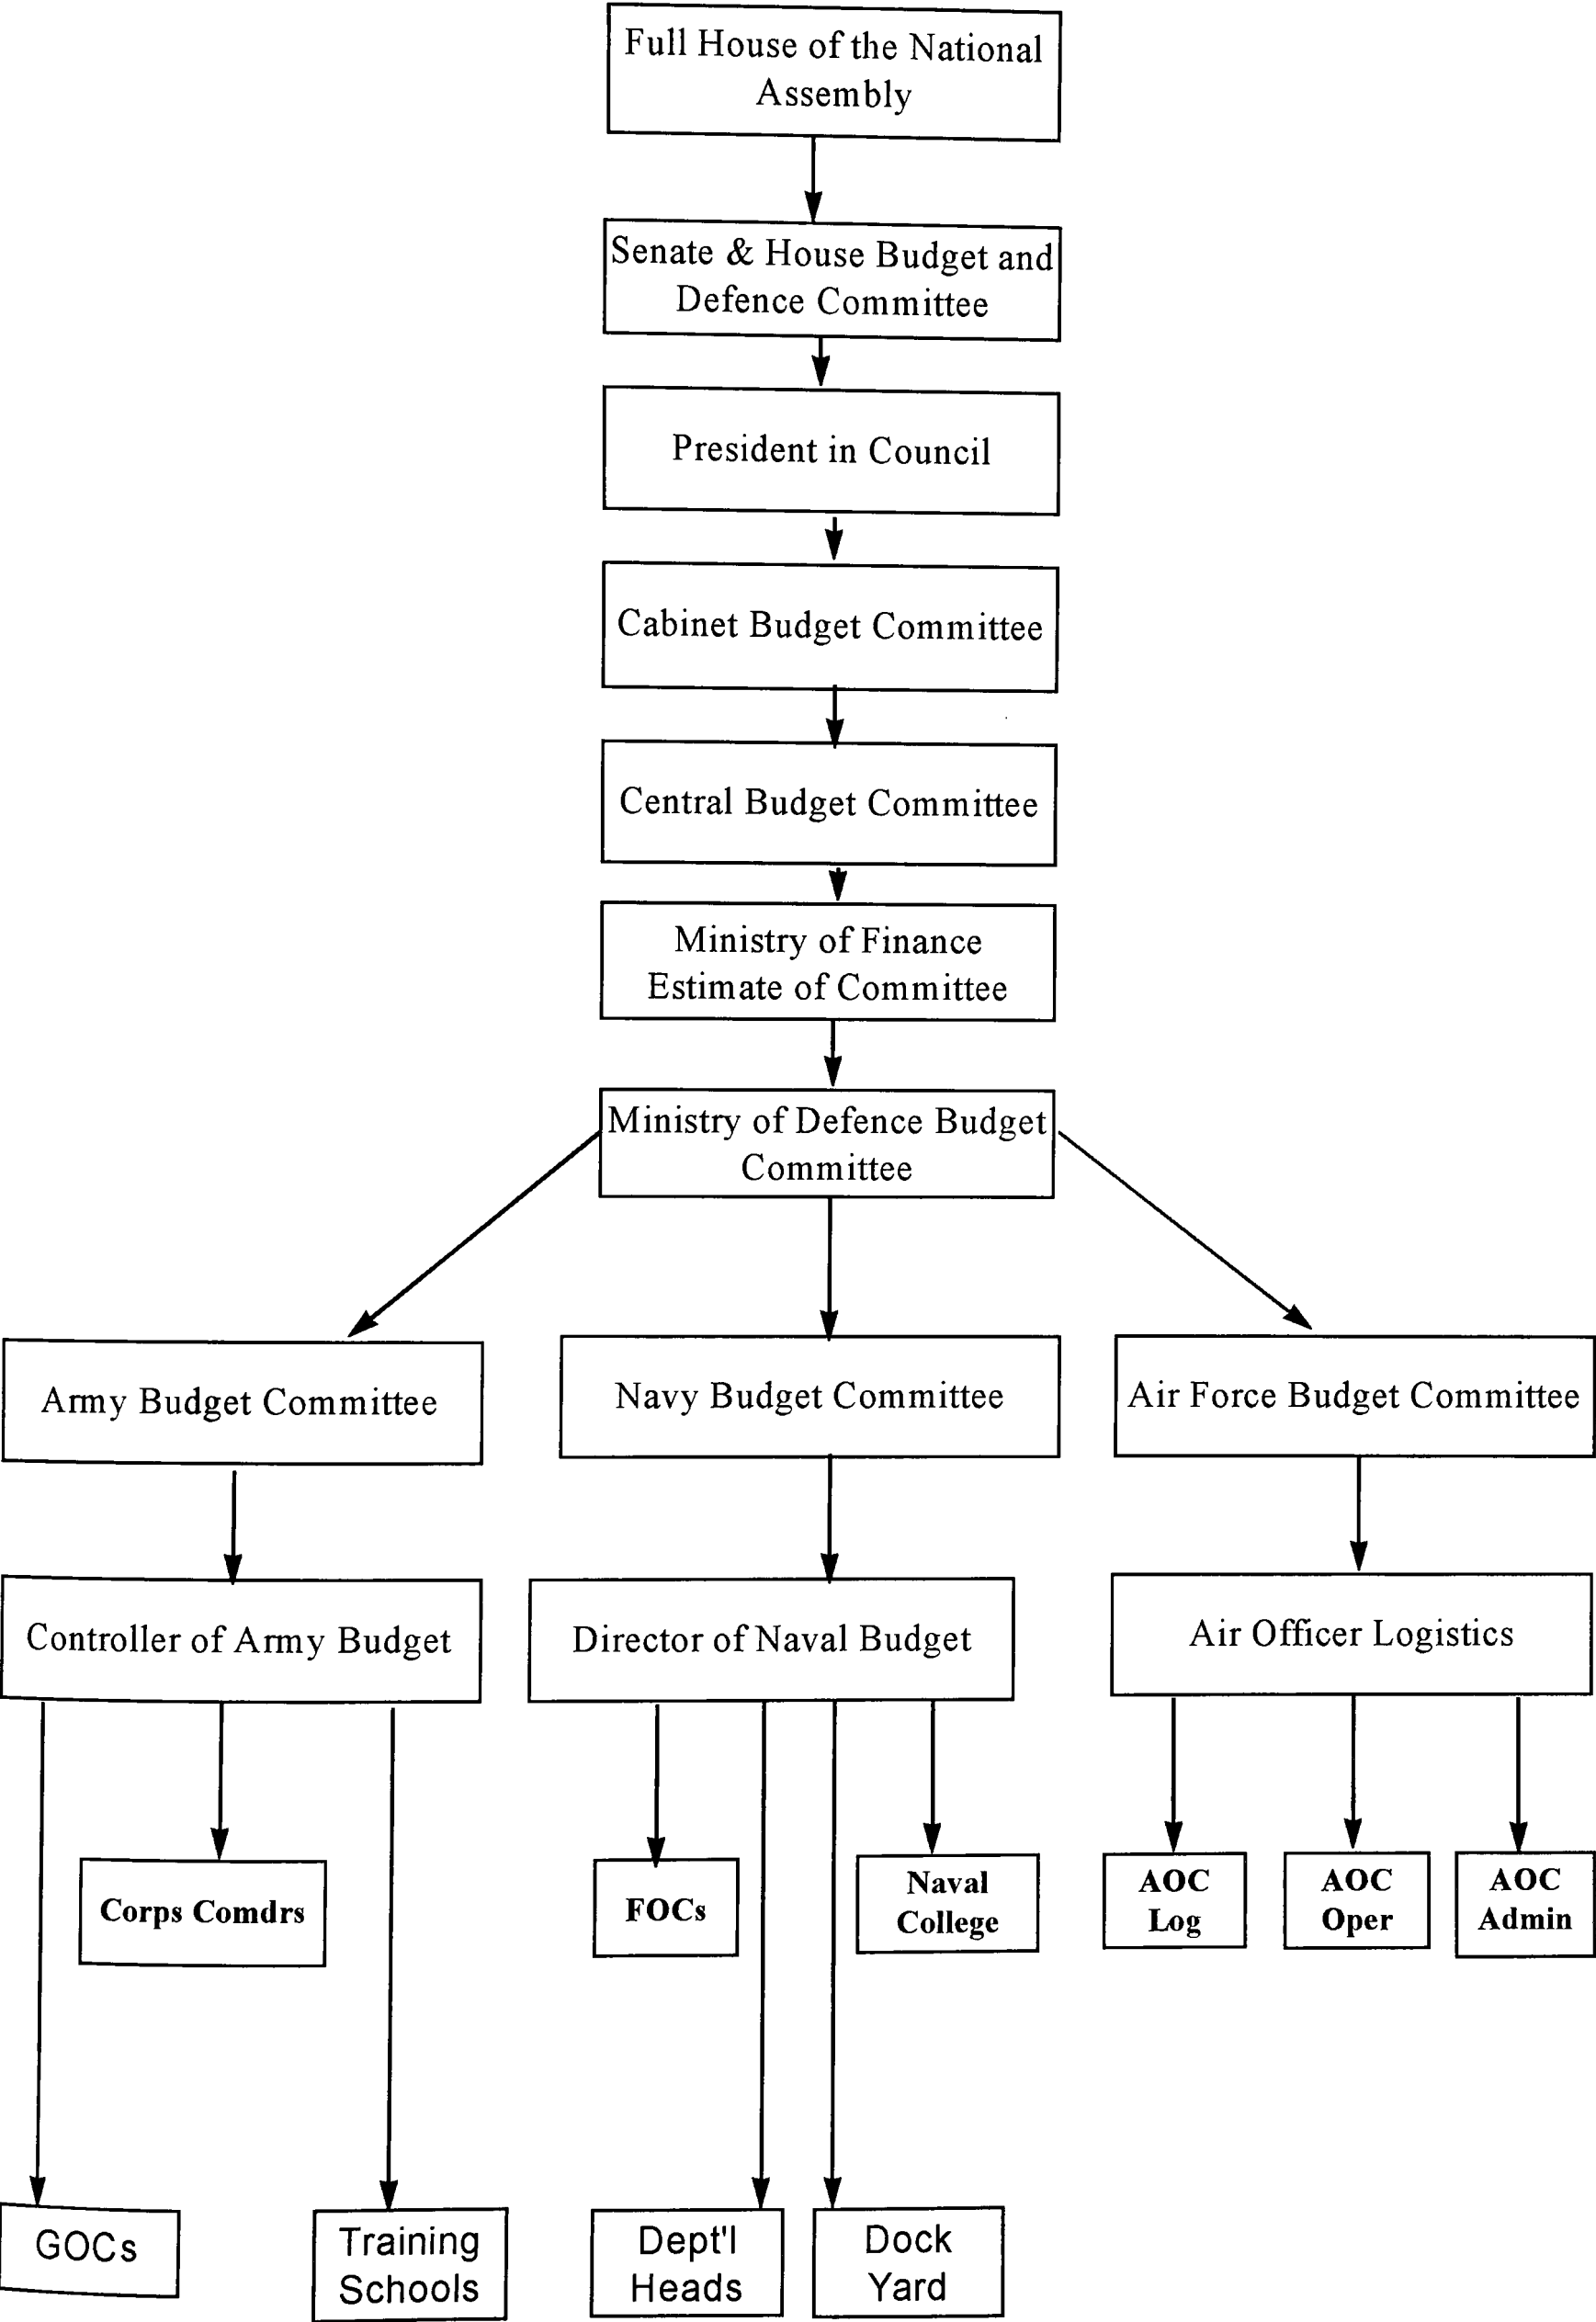 Full House of the National
Assembly
Senate & House Budget and
Defence Committee
President in Council
Cabinet Budget Committee
Central Budget Committee
Ministry of Finance
Estimate of Committee
Ministry of Defence Budget
Committee
Army Budget Committee
Navy Budget Committee
Air Force Budget Committee
Controller of Army Budget
Director of Naval Budget
Air Officer Logistics
Corps Comdrs
FOCs
Naval
College
AOC
Log
AOC
Oper
AOC
Admin
GOCs
Training
Schools
Dept'l
Heads
Dock
Yard